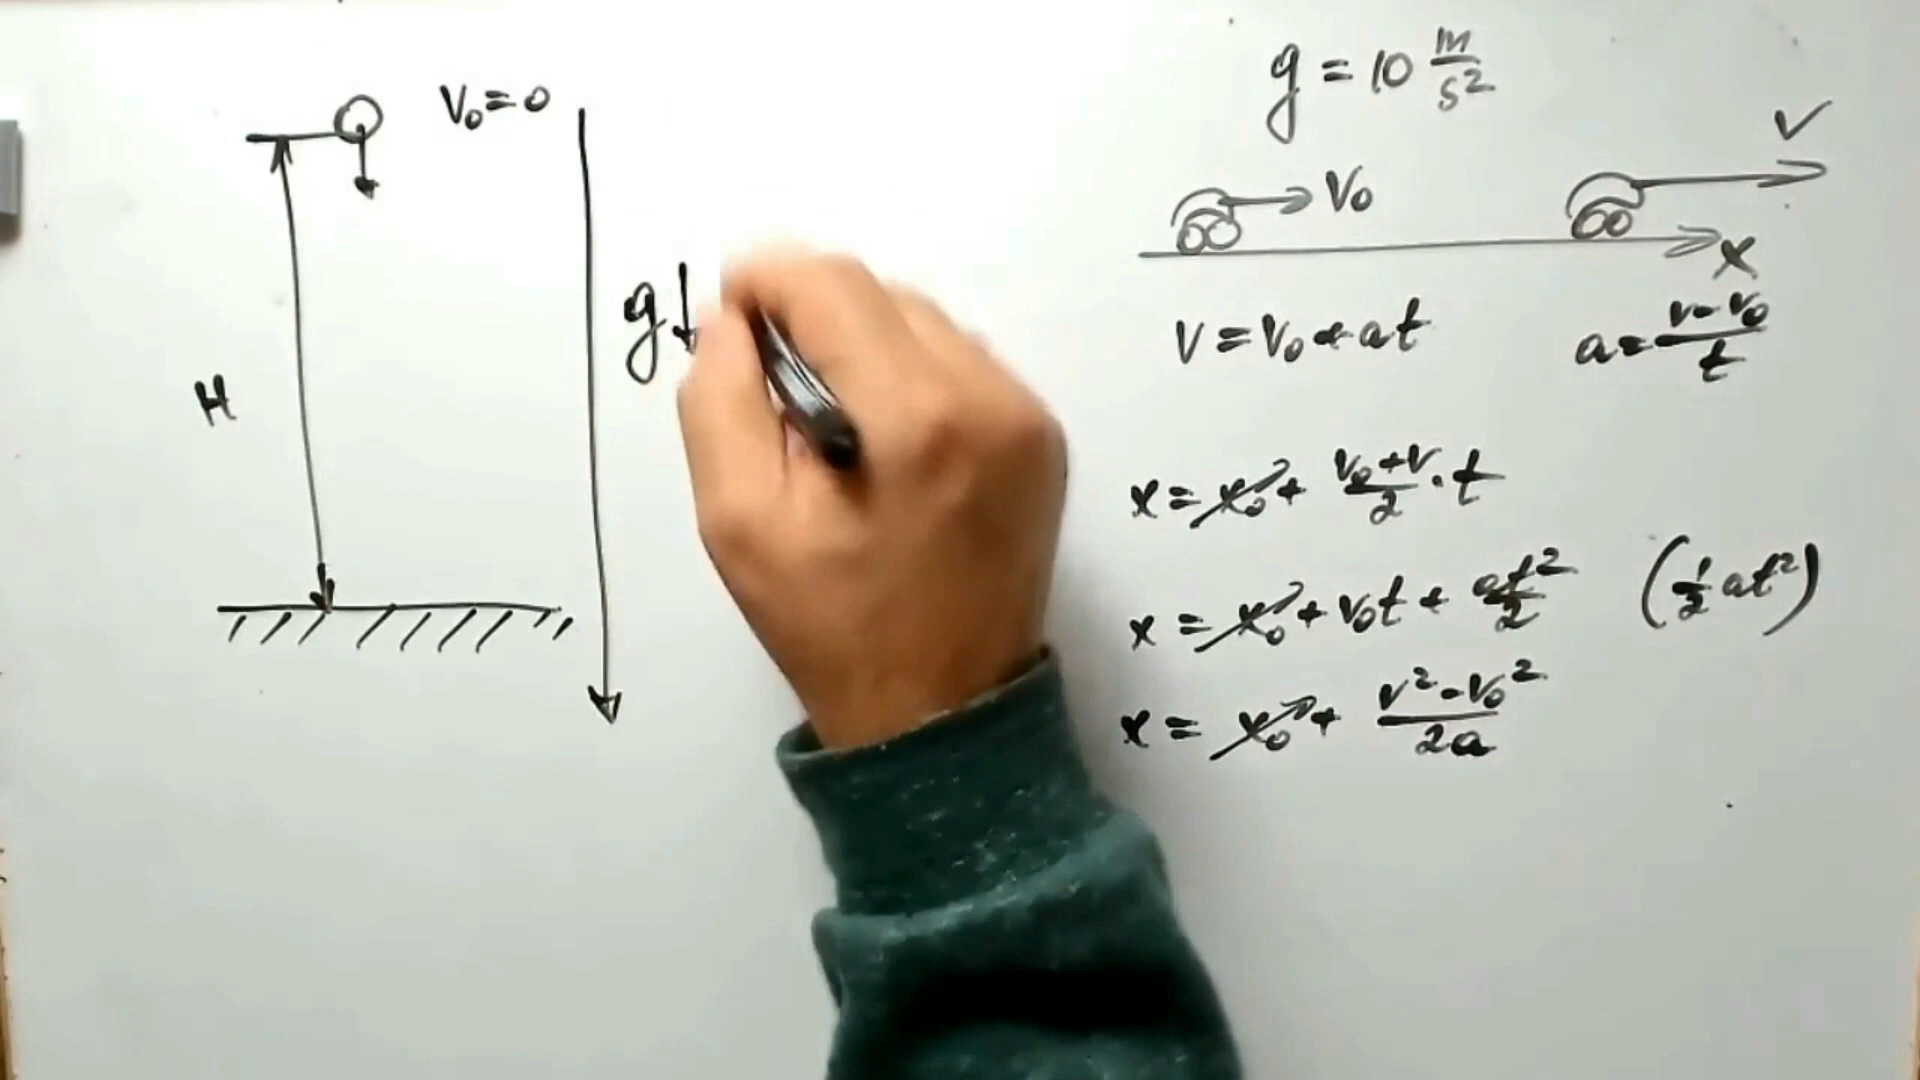 V₀=0
H
g↓
g = 10 m/s²
V₀
V
x
V = V₀ + at
a = (v-v₀)/t
x = x₀ + (v₀+v)/2 · t
x = x₀ + v₀t + at²/2 (½at²)
x = x₀ + (v²-v₀²)/2a